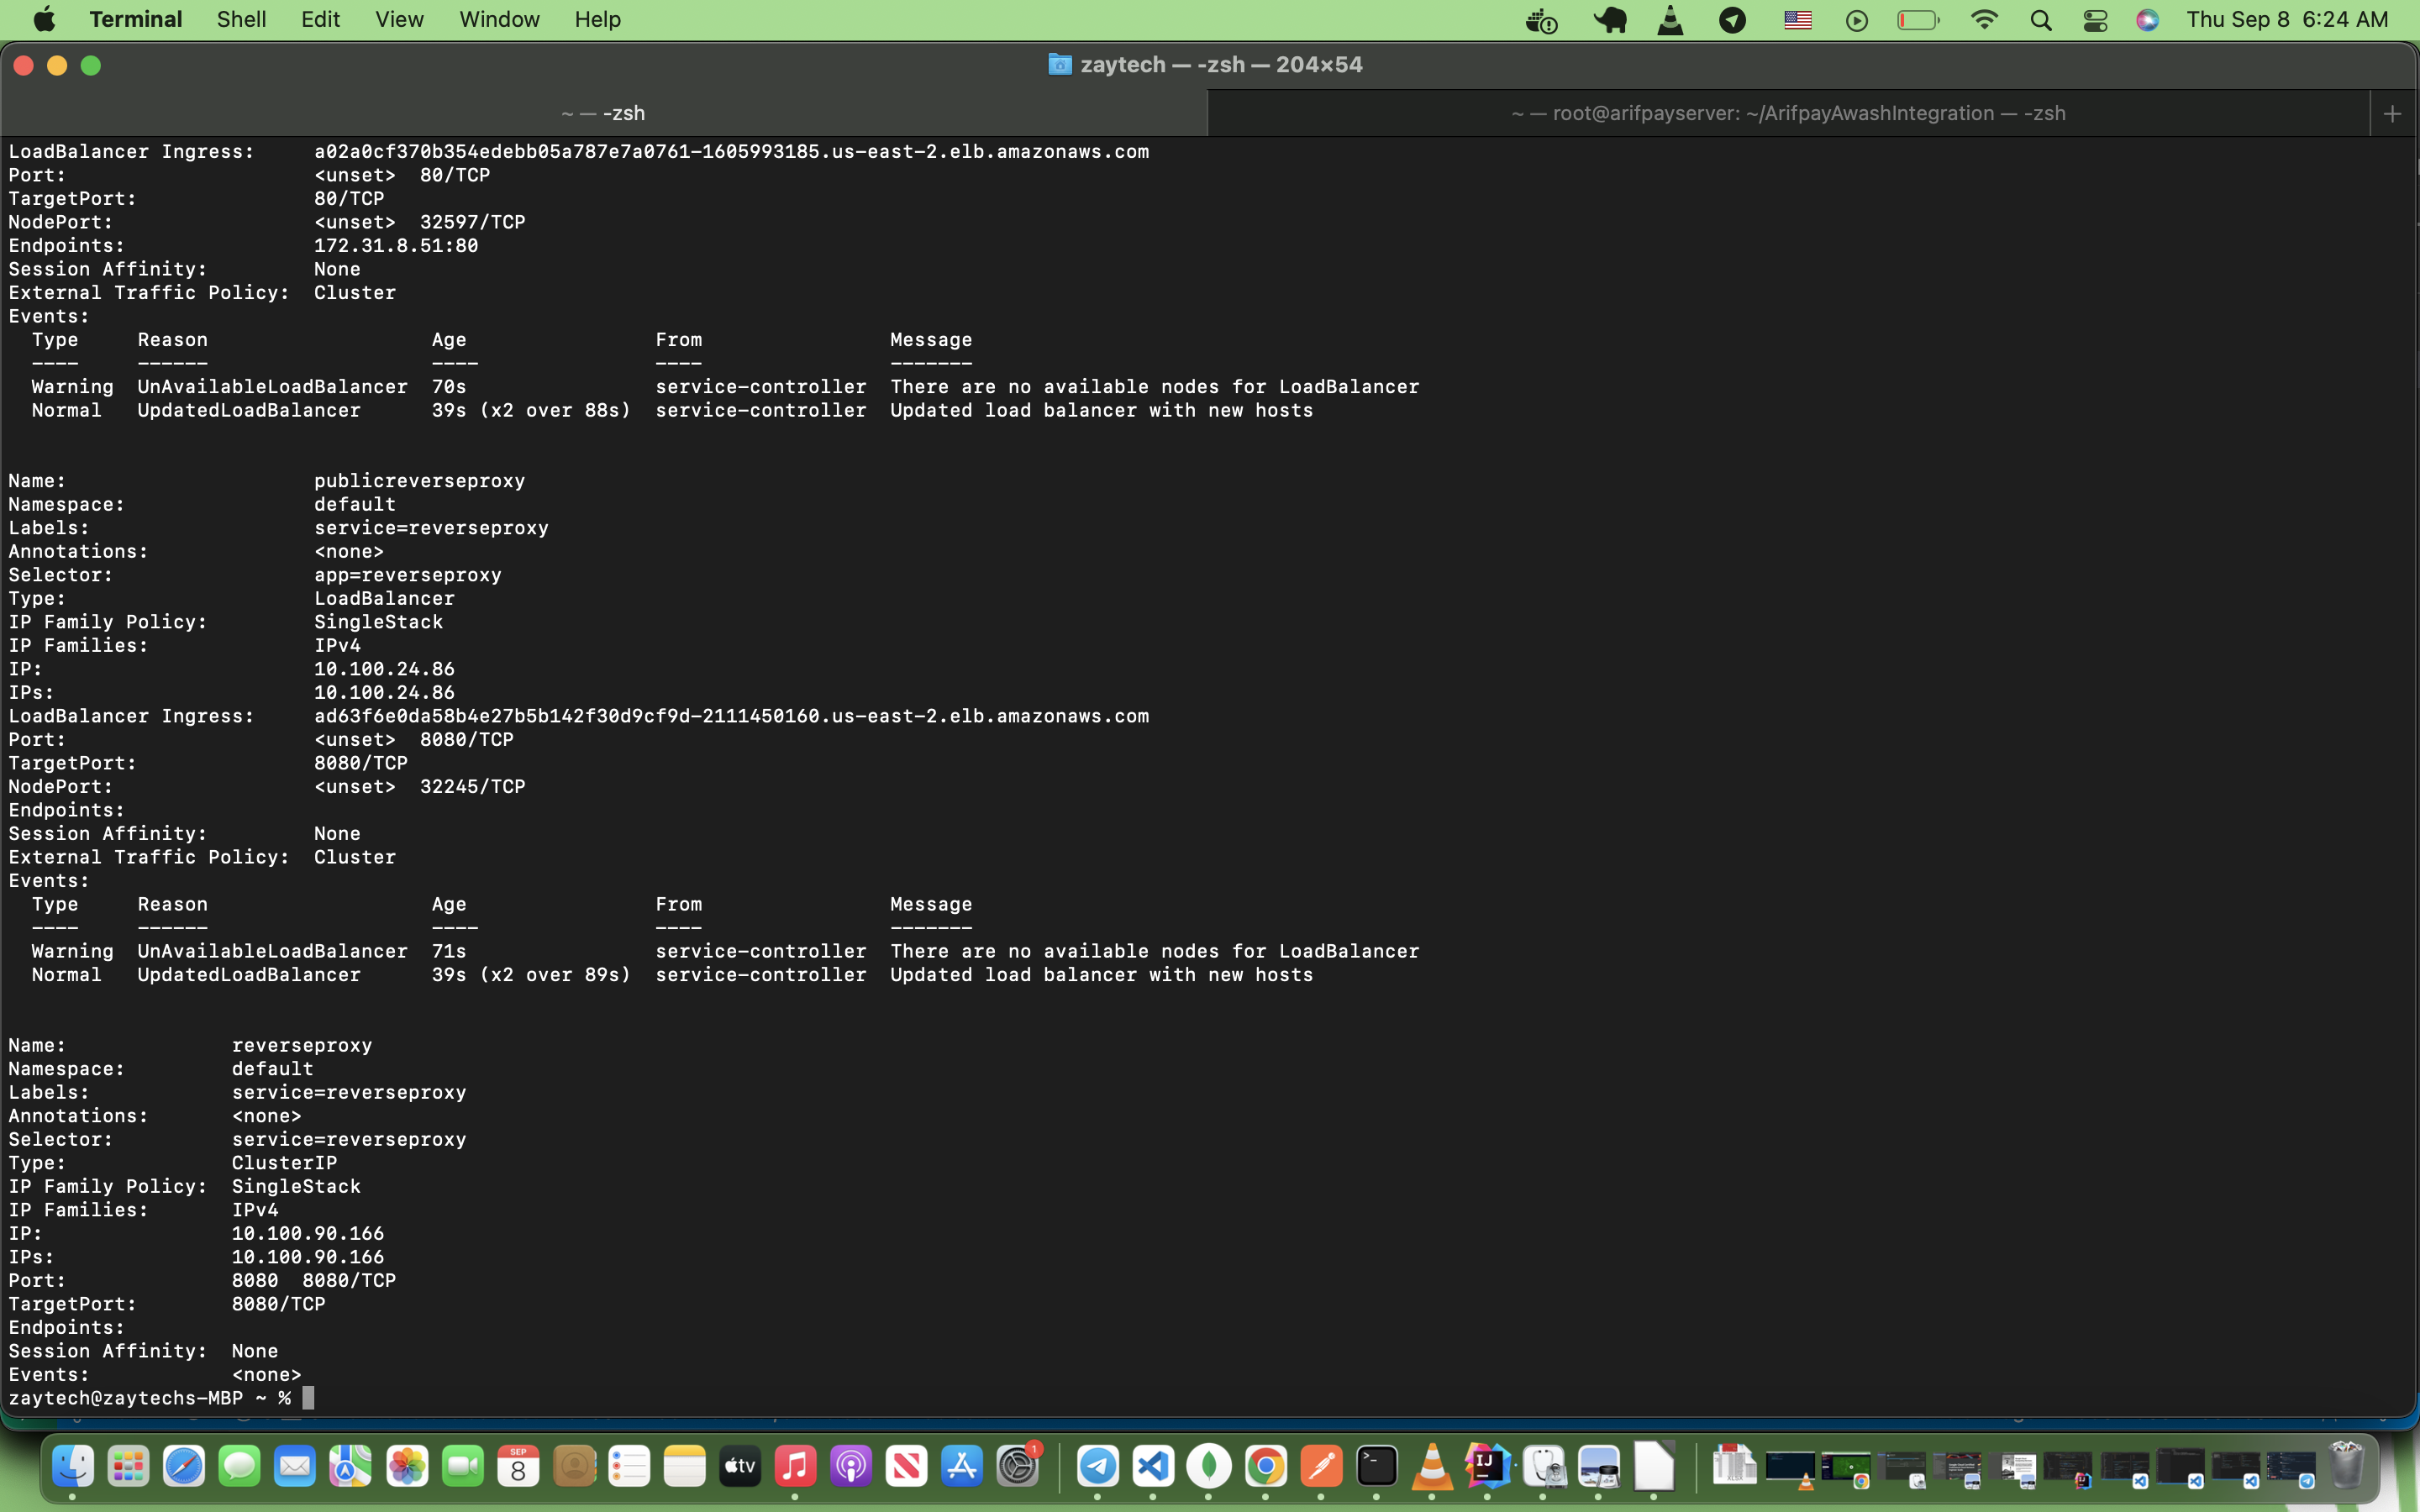 Terminal Shell Edit View Window Help Thu Sep 8 6:24 AM
zaytech — -zsh — 204×54
~ — -zsh ~ — root@arifpayserver: ~/ArifpayAwashIntegration — -zsh +
LoadBalancer Ingress:     a02a0cf370b354edebb05a787e7a0761-1605993185.us-east-2.elb.amazonaws.com
Port:                     <unset>  80/TCP
TargetPort:               80/TCP
NodePort:                 <unset>  32597/TCP
Endpoints:                172.31.8.51:80
Session Affinity:         None
External Traffic Policy:  Cluster
Events:
  Type     Reason                   Age                From                Message
  ----     ------                   ----               ----                -------
  Warning  UnAvailableLoadBalancer  70s                service-controller  There are no available nodes for LoadBalancer
  Normal   UpdatedLoadBalancer      39s (x2 over 88s)  service-controller  Updated load balancer with new hosts
Name:                     publicreverseproxy
Namespace:                default
Labels:                   service=reverseproxy
Annotations:              <none>
Selector:                 app=reverseproxy
Type:                     LoadBalancer
IP Family Policy:         SingleStack
IP Families:              IPv4
IP:                       10.100.24.86
IPs:                      10.100.24.86
LoadBalancer Ingress:     ad63f6e0da58b4e27b5b142f30d9cf9d-2111450160.us-east-2.elb.amazonaws.com
Port:                     <unset>  8080/TCP
TargetPort:               8080/TCP
NodePort:                 <unset>  32245/TCP
Endpoints:
Session Affinity:         None
External Traffic Policy:  Cluster
Events:
  Type     Reason                   Age                From                Message
  ----     ------                   ----               ----                -------
  Warning  UnAvailableLoadBalancer  71s                service-controller  There are no available nodes for LoadBalancer
  Normal   UpdatedLoadBalancer      39s (x2 over 89s)  service-controller  Updated load balancer with new hosts
Name:              reverseproxy
Namespace:         default
Labels:            service=reverseproxy
Annotations:       <none>
Selector:          service=reverseproxy
Type:              ClusterIP
IP Family Policy:  SingleStack
IP Families:       IPv4
IP:                10.100.90.166
IPs:               10.100.90.166
Port:              8080  8080/TCP
TargetPort:        8080/TCP
Endpoints:
Session Affinity:  None
Events:            <none>
zaytech@zaytechs-MBP ~ %
SEP
8
tv
1
IJ